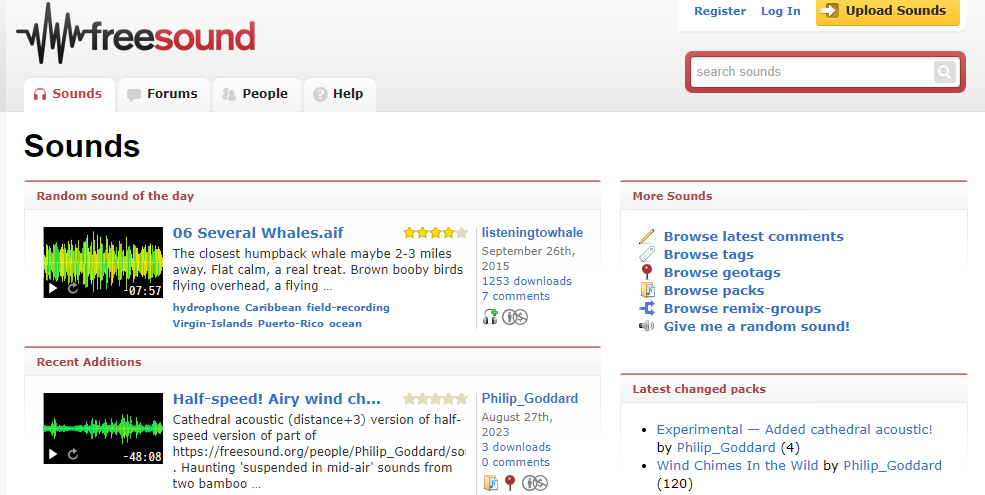 Register Log In Upload Sounds
freesound
search sounds
Sounds Forums People Help
Sounds
Random sound of the day
-07:57
06 Several Whales.aif
The closest humpback whale maybe 2-3 miles
away. Flat calm, a real treat. Brown booby birds
flying overhead, a flying ...
hydrophone Caribbean field-recording
Virgin-Islands Puerto-Rico ocean
listeningtowhale
September 26th,
2015
1253 downloads
7 comments
Recent Additions
-48:08
Half-speed! Airy wind ch...
Cathedral acoustic (distance+3) version of half-
speed version of part of
https://freesound.org/people/Philip_Goddard/sou
. Haunting 'suspended in mid-air' sounds from
two bamboo ...
Philip_Goddard
August 27th,
2023
3 downloads
0 comments
More Sounds
Browse latest comments
Browse tags
Browse geotags
Browse packs
Browse remix-groups
Give me a random sound!
Latest changed packs
Experimental — Added cathedral acoustic!
by Philip_Goddard (4)
Wind Chimes In the Wild by Philip_Goddard
(120)